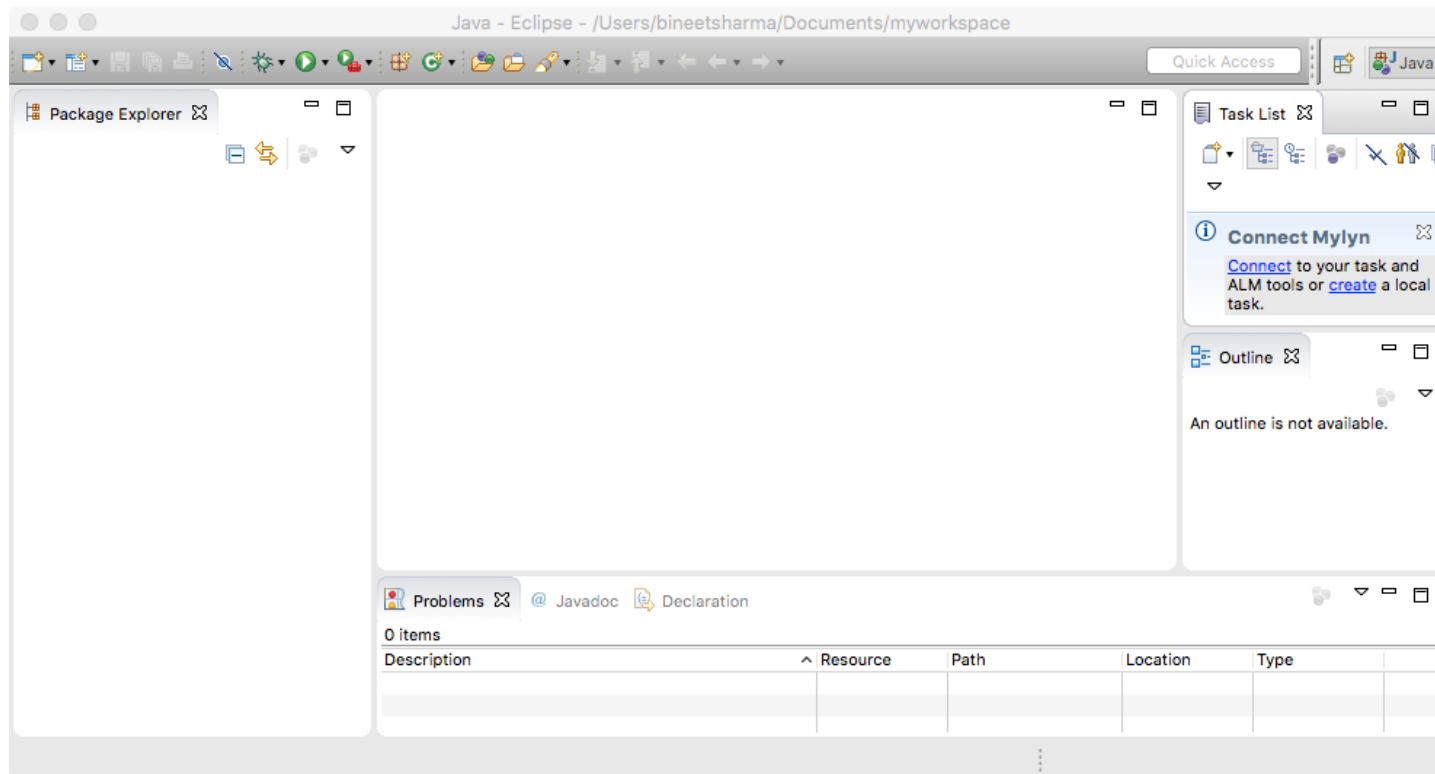 Java - Eclipse - /Users/bineetsharma/Documents/myworkspace
Quick Access
Java
Package Explorer
Task List
Connect Mylyn
Connect to your task and
ALM tools or create a local
task.
Outline
An outline is not available.
Problems @ Javadoc Declaration
0 items
Description Resource Path Location Type